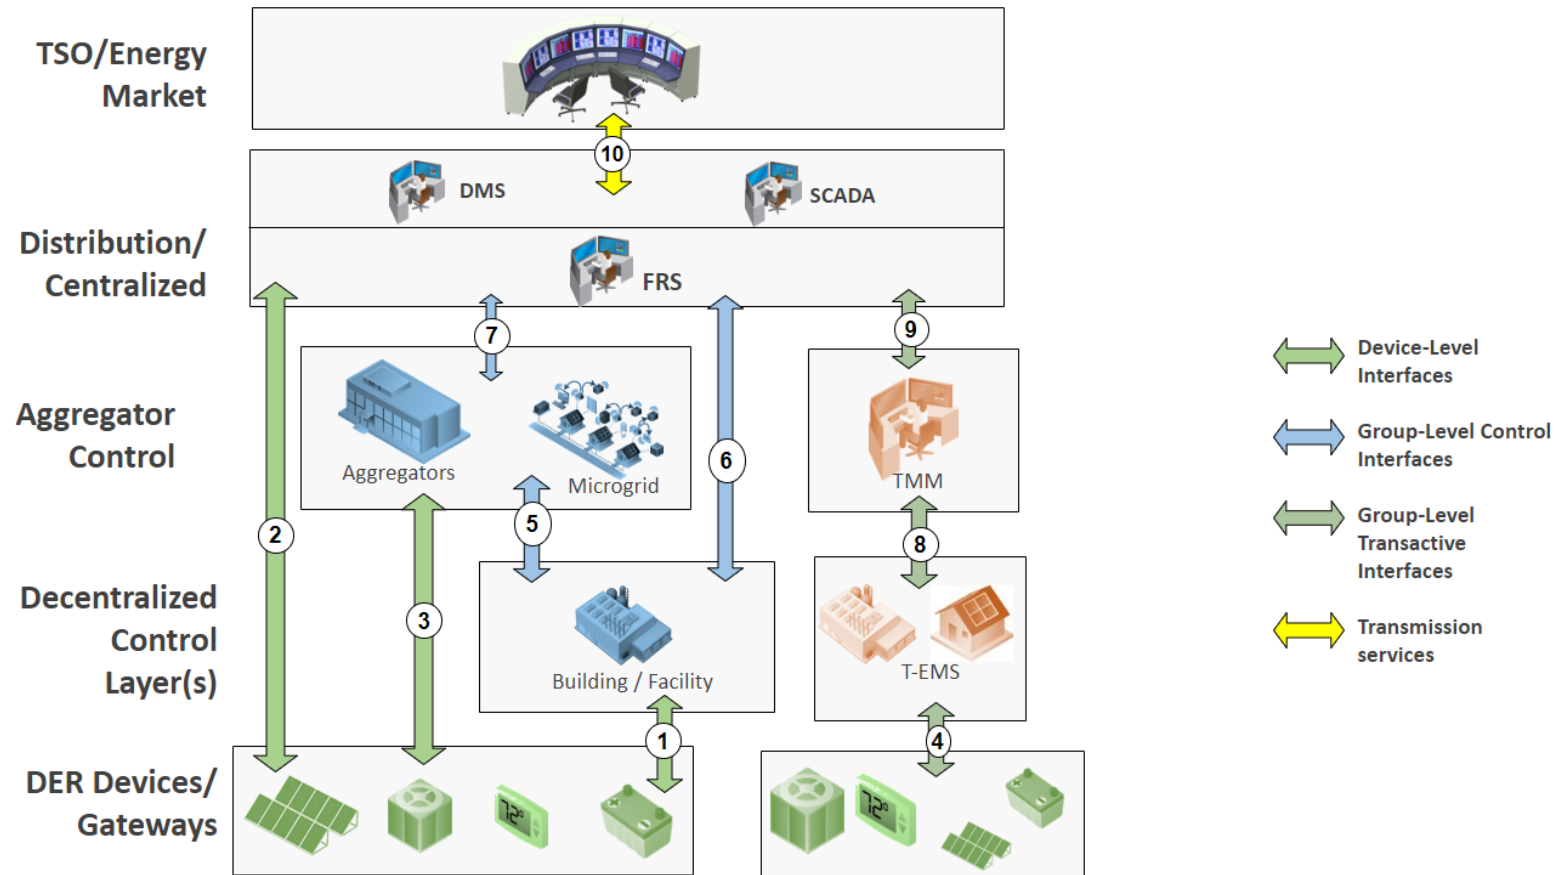 TSO/Energy
Market
10
DMS
SCADA
Distribution/
Centralized
FRS
7
9
Device-Level
Interfaces
Aggregator
Control
Aggregators
Microgrid
6
TMM
Group-Level Control
Interfaces
2
5
8
Group-Level
Transactive
Interfaces
Decentralized
Control
Layer(s)
3
Building / Facility
T-EMS
Transmission
services
1
4
DER Devices/
Gateways
72°
72°